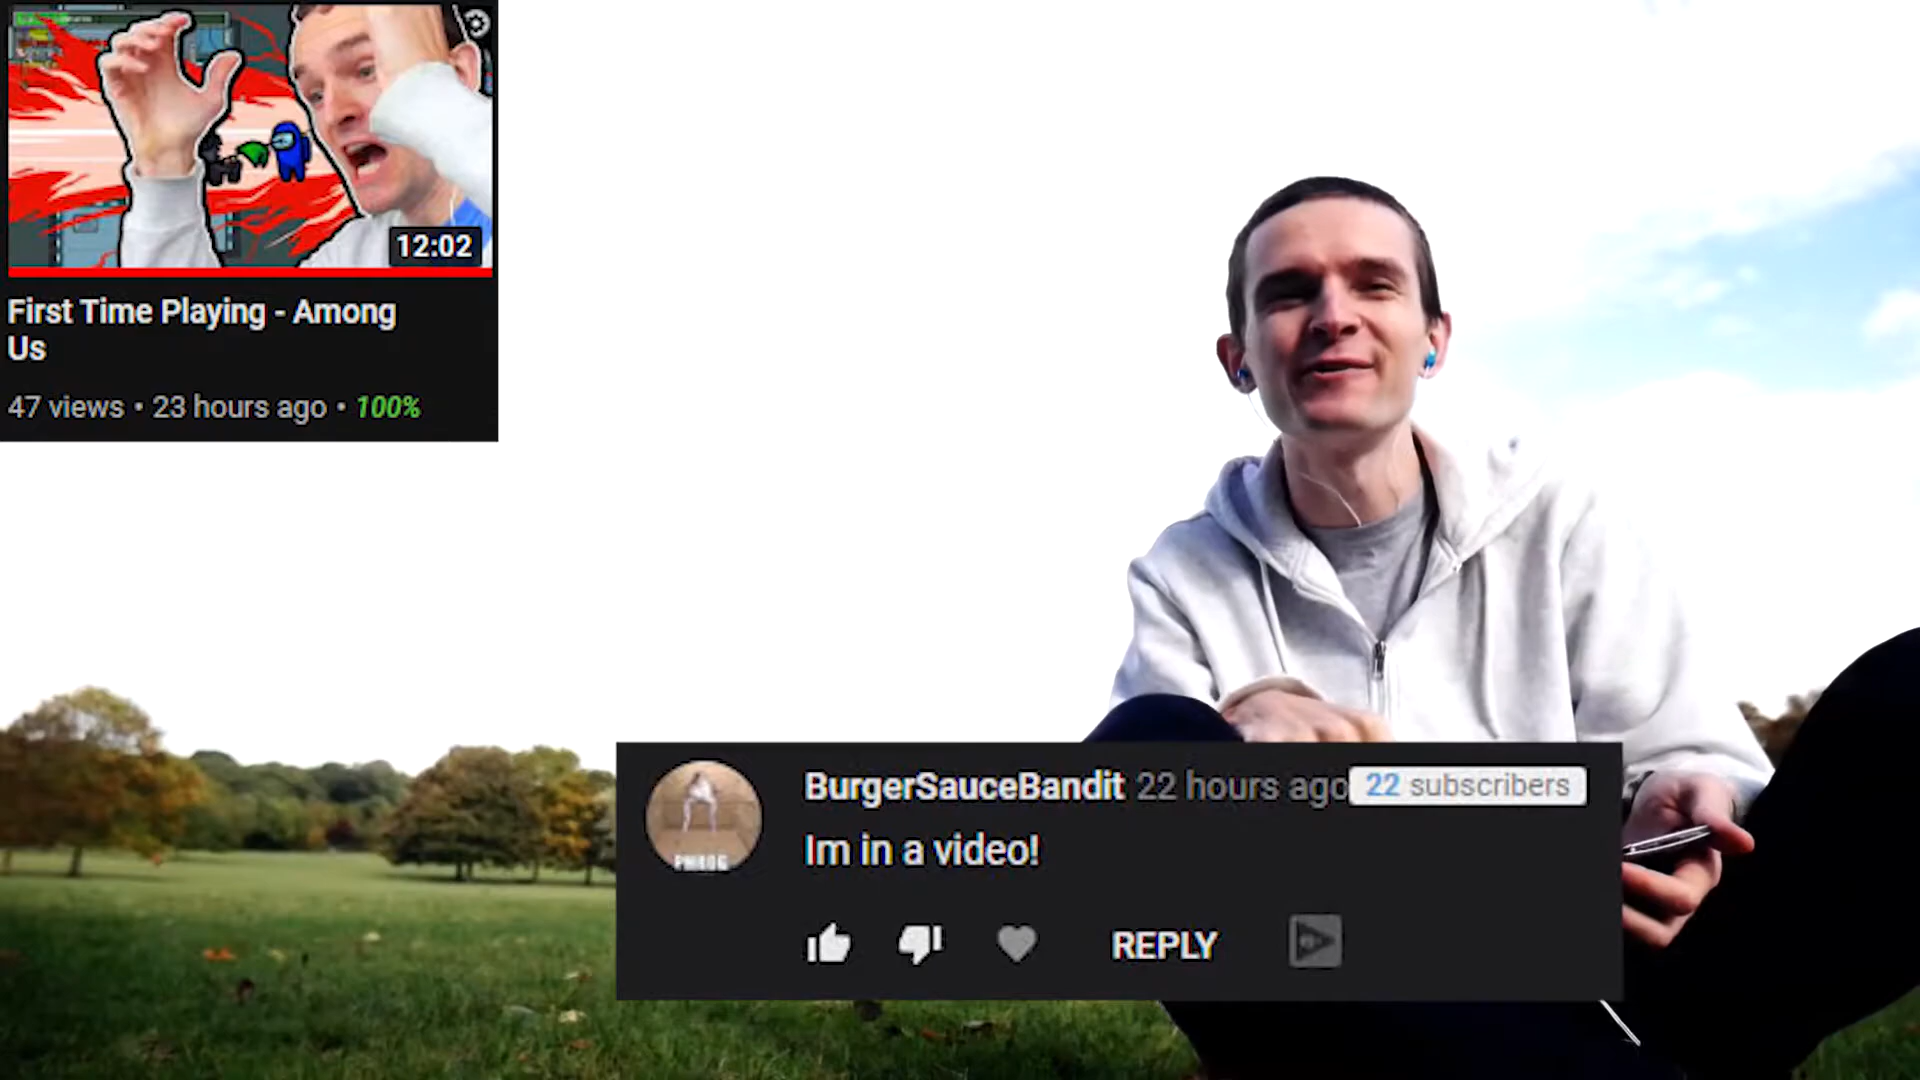 12:02
First Time Playing - Among
Us
47 views • 23 hours ago • 100%
BurgerSauceBandit 22 hours ago 22 subscribers
Im in a video!
REPLY